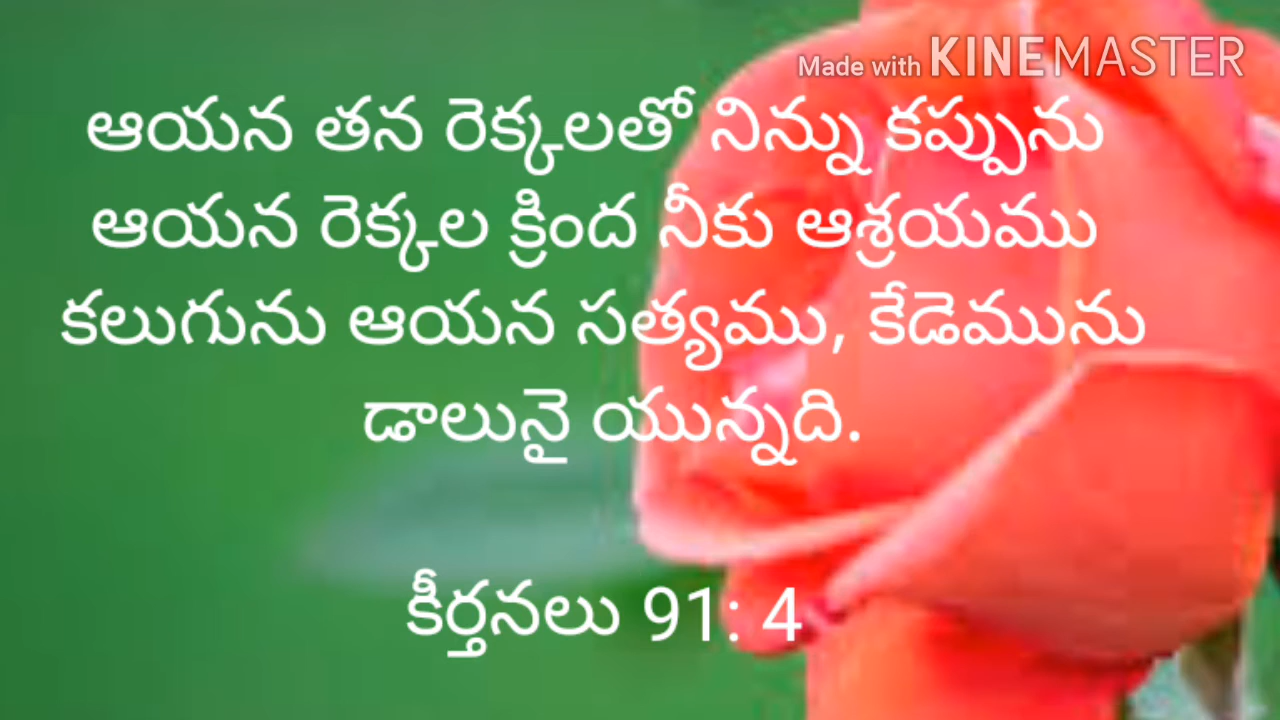 Made with KINEMASTER
ఆయన తన రెక్కలతో నిన్ను కప్పును
ఆయన రెక్కల క్రింద నీకు ఆశ్రయము
కలుగును ఆయన సత్యము, కేడెమును
డాలునై యున్నది.
కీర్తనలు 91: 4